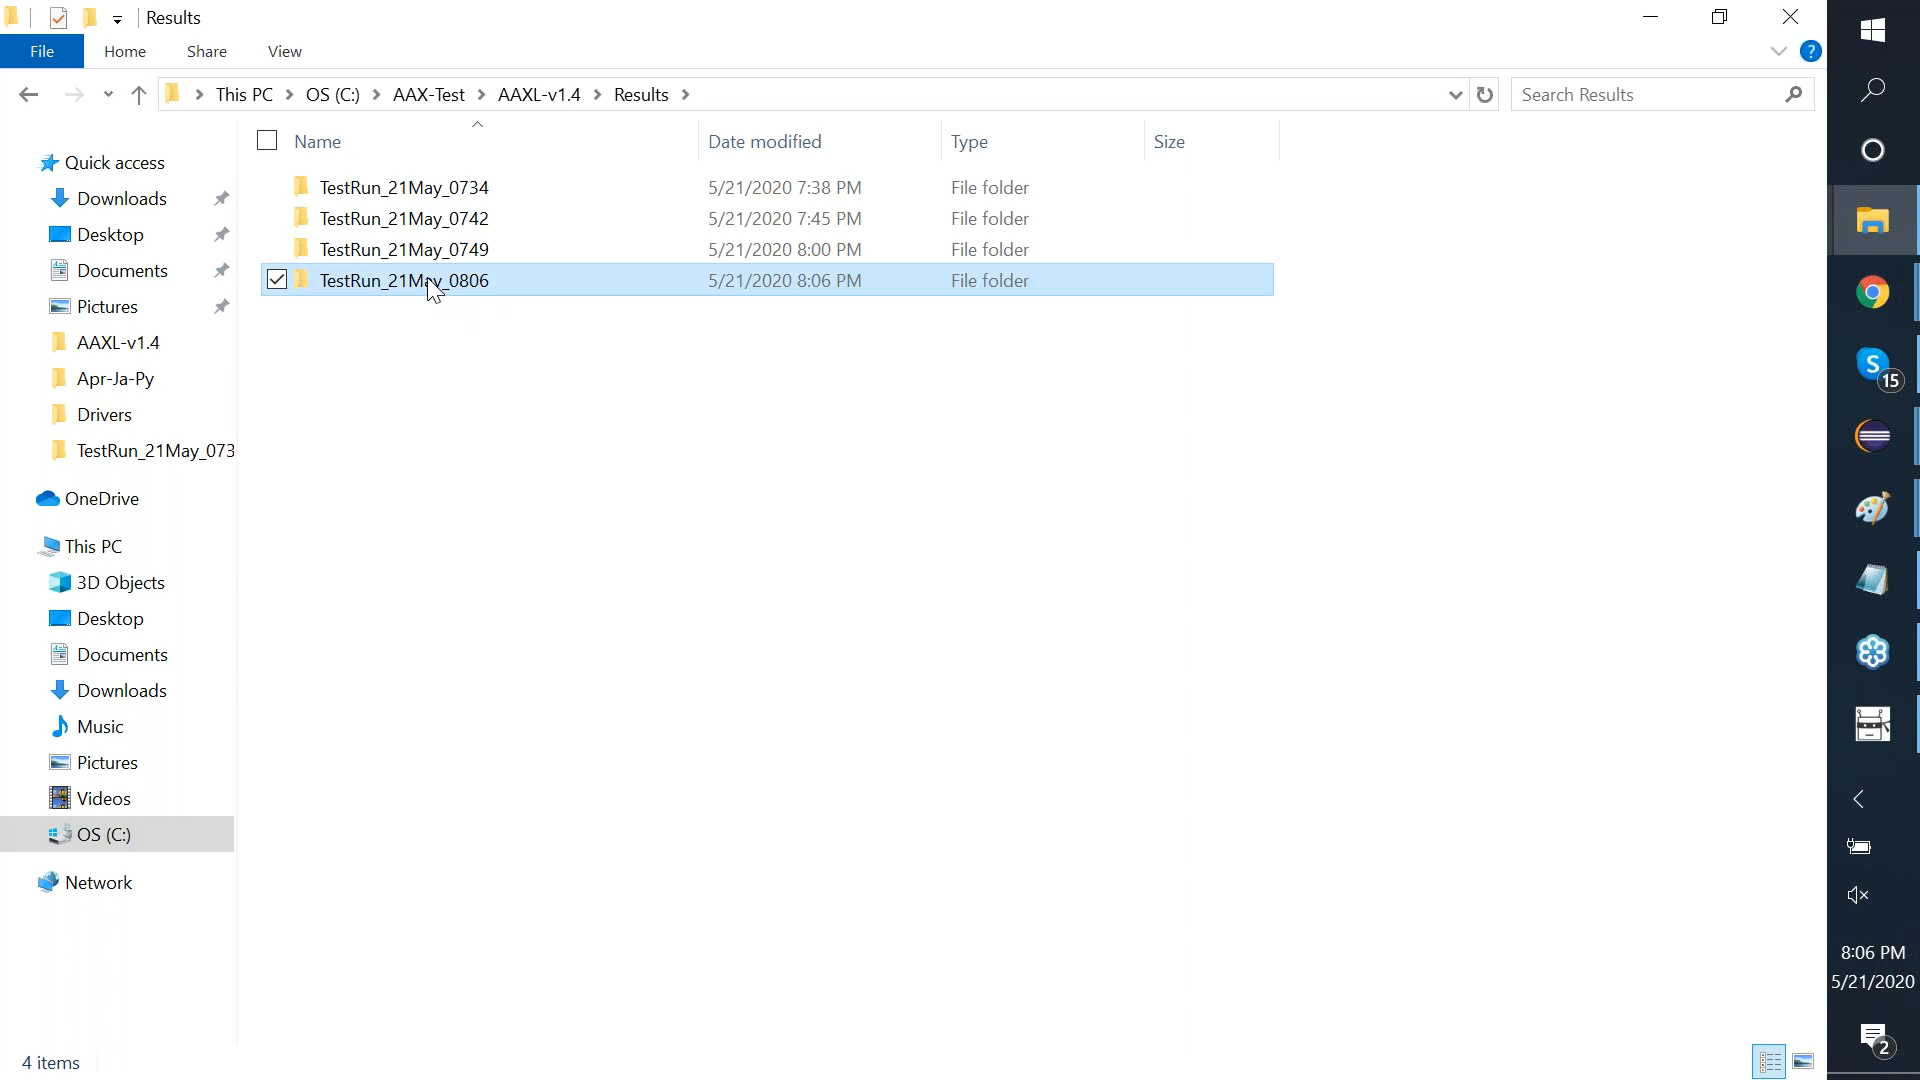 Results
File Home Share View
This PC OS (C:) AAX-Test AAXL-v1.4 Results
Search Results
Name Date modified Type Size
TestRun_21May_0734 5/21/2020 7:38 PM File folder
TestRun_21May_0742 5/21/2020 7:45 PM File folder
TestRun_21May_0749 5/21/2020 8:00 PM File folder
TestRun_21May_0806 5/21/2020 8:06 PM File folder
Quick access
Downloads
Desktop
Documents
Pictures
AAXL-v1.4
Apr-Ja-Py
Drivers
TestRun_21May_073
OneDrive
This PC
3D Objects
Desktop
Documents
Downloads
Music
Pictures
Videos
OS (C:)
Network
4 items
?
S
15
8:06 PM
5/21/2020
2